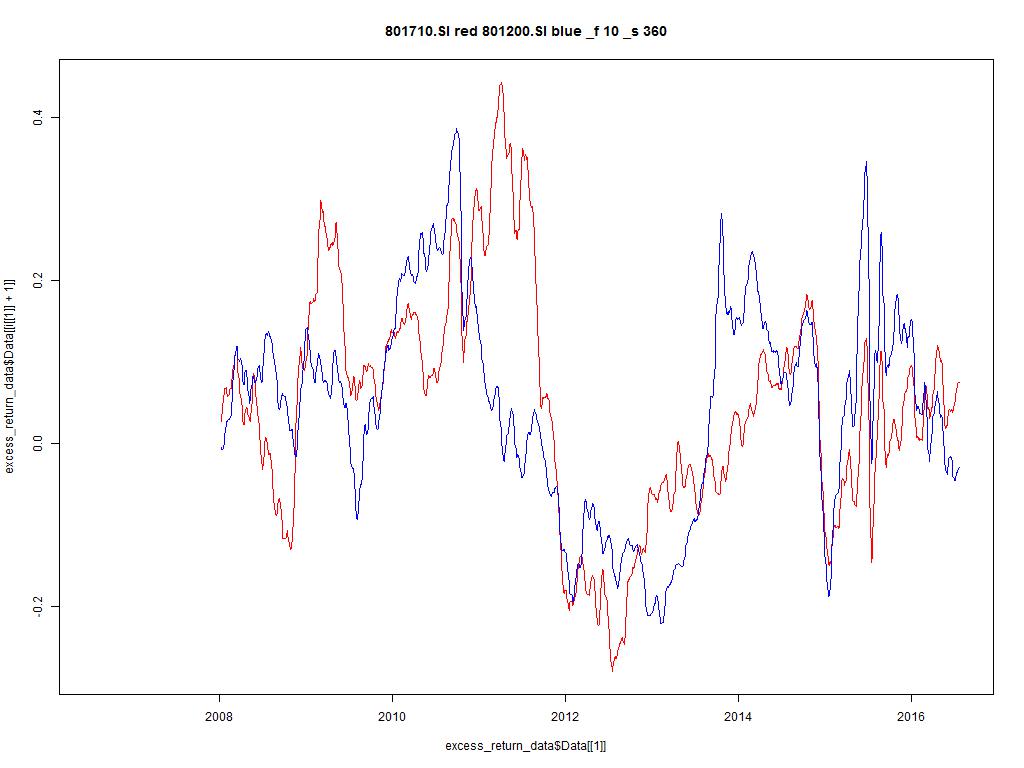 801710.SI red 801200.SI blue _f 10 _s 360
excess_return_data$Data[[i[1]] + 1]]
0.4
0.2
0.0
-0.2
2008 2010 2012 2014 2016
excess_return_data$Data[[1]]